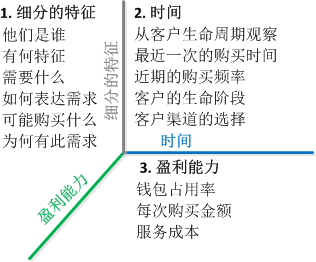 1. 细分的特征
他们是谁
有何特征
需要什么
如何表达需求
可能购买什么
为何有此需求
细分的特征
2. 时间
从客户生命周期观察
最近一次的购买时间
近期的购买频率
客户的生命阶段
客户渠道的选择
时间
盈利能力
3. 盈利能力
钱包占用率
每次购买金额
服务成本